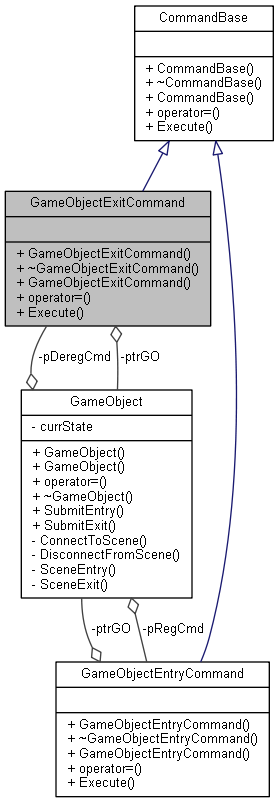 CommandBase
+ CommandBase()
+ ~CommandBase()
+ CommandBase()
+ operator=()
+ Execute()
GameObjectExitCommand
+ GameObjectExitCommand()
+ ~GameObjectExitCommand()
+ GameObjectExitCommand()
+ operator=()
+ Execute()
-pDeregCmd
-ptrGO
GameObject
- currState
+ GameObject()
+ GameObject()
+ operator=()
+ ~GameObject()
+ SubmitEntry()
+ SubmitExit()
- ConnectToScene()
- DisconnectFromScene()
- SceneEntry()
- SceneExit()
-ptrGO
-pRegCmd
GameObjectEntryCommand
+ GameObjectEntryCommand()
+ ~GameObjectEntryCommand()
+ GameObjectEntryCommand()
+ operator=()
+ Execute()